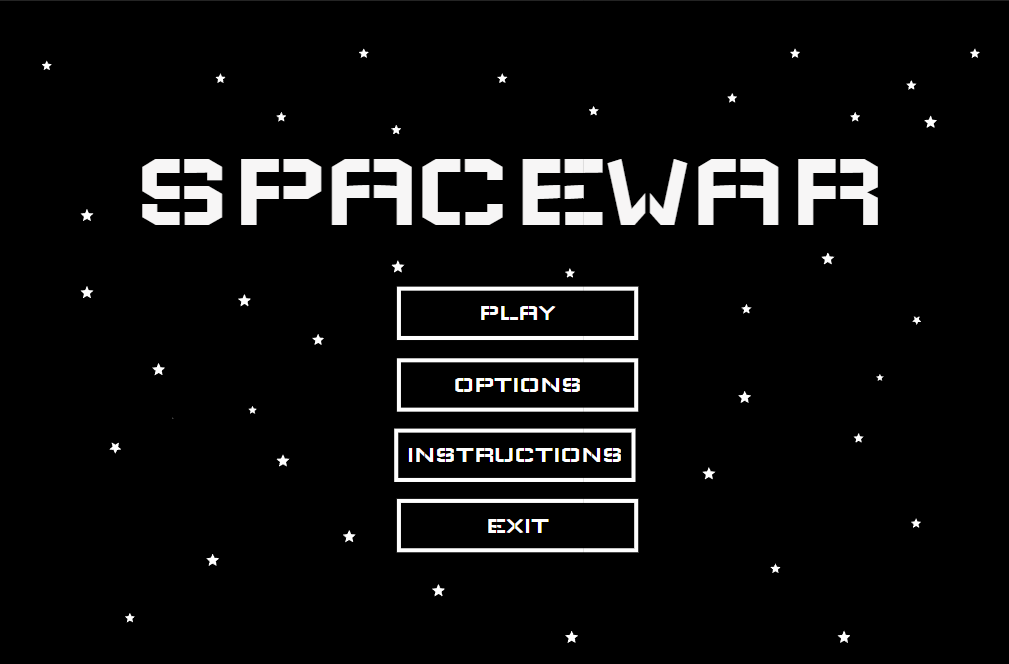 SPACEWAR
PLAY
OPTIONS
INSTRUCTIONS
EXIT